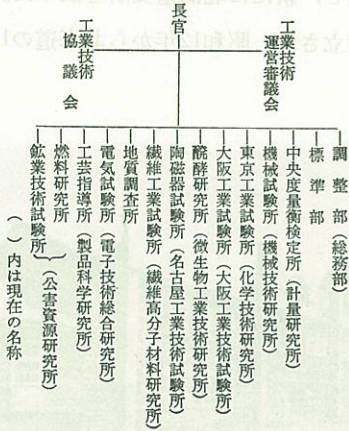 長官
工業技術
運営審議会
工業技術
協議会
調整部(総務部)
標準部
中央度量衡検定所(計量研究所)
機械試験所(機械技術研究所)
東京工業試験所(化学技術研究所)
大阪工業試験所(大阪工業技術試験所)
醗酵研究所(微生物工業技術研究所)
陶磁器試験所(名古屋工業技術試験所)
繊維工業試験所(繊維高分子材料研究所)
地質調査所
電気試験所(電子技術総合研究所)
工芸指導所(製品科学研究所)
燃料研究所
鉱業技術試験所
(公害資源研究所)
( )内は現在の名称